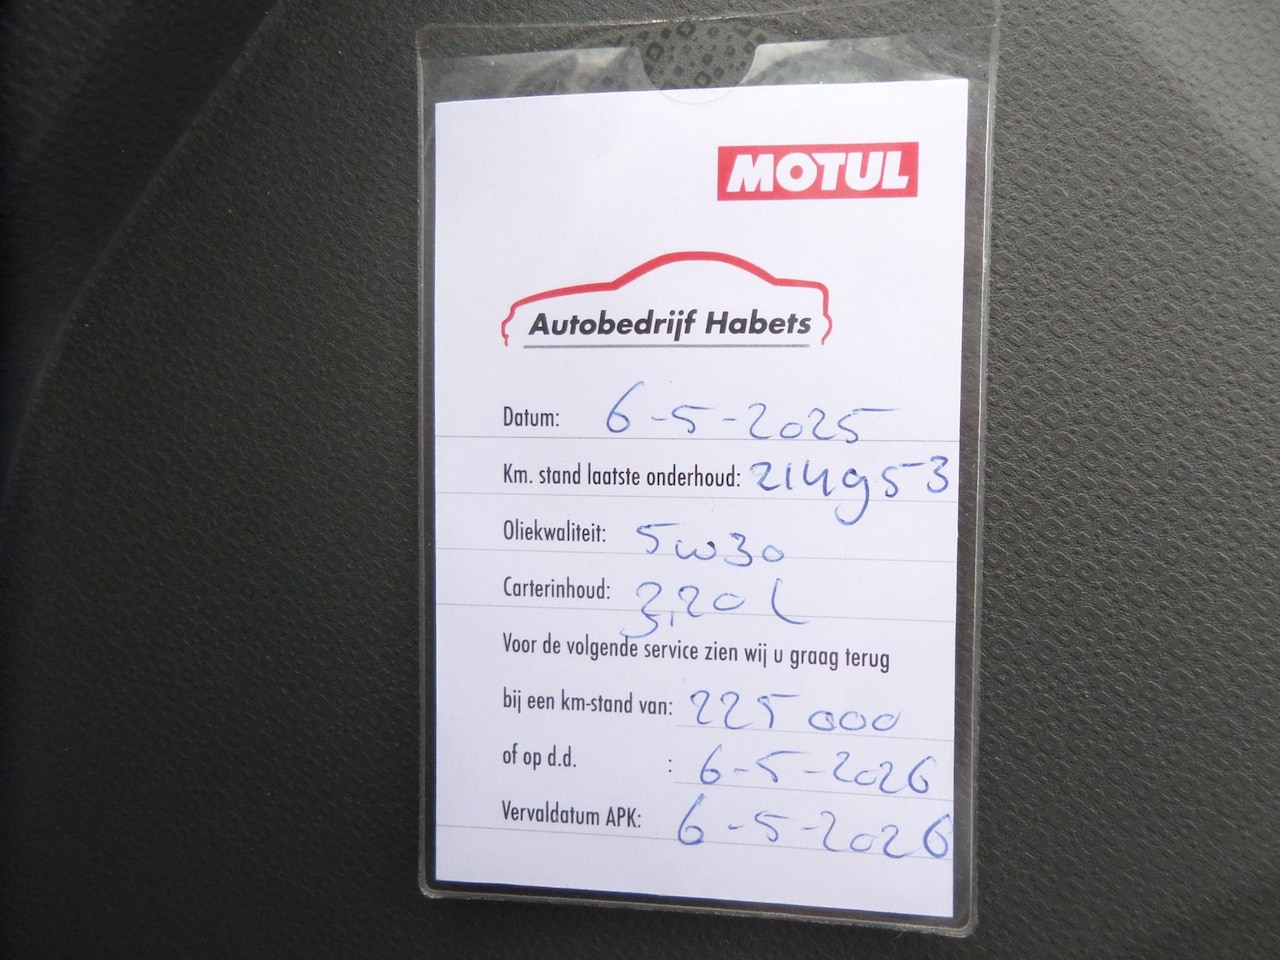 MOTUL
Autobedrijf Habets
Datum: 6-5-2025
Km. stand laatste onderhoud: 214953
Oliekwaliteit: 5w30
Carterinhoud: 3,20 L
Voor de volgende service zien wij u graag terug
bij een km-stand van: 225 000
of op d.d. : 6-5-2026
Vervaldatum APK: 6-5-2026